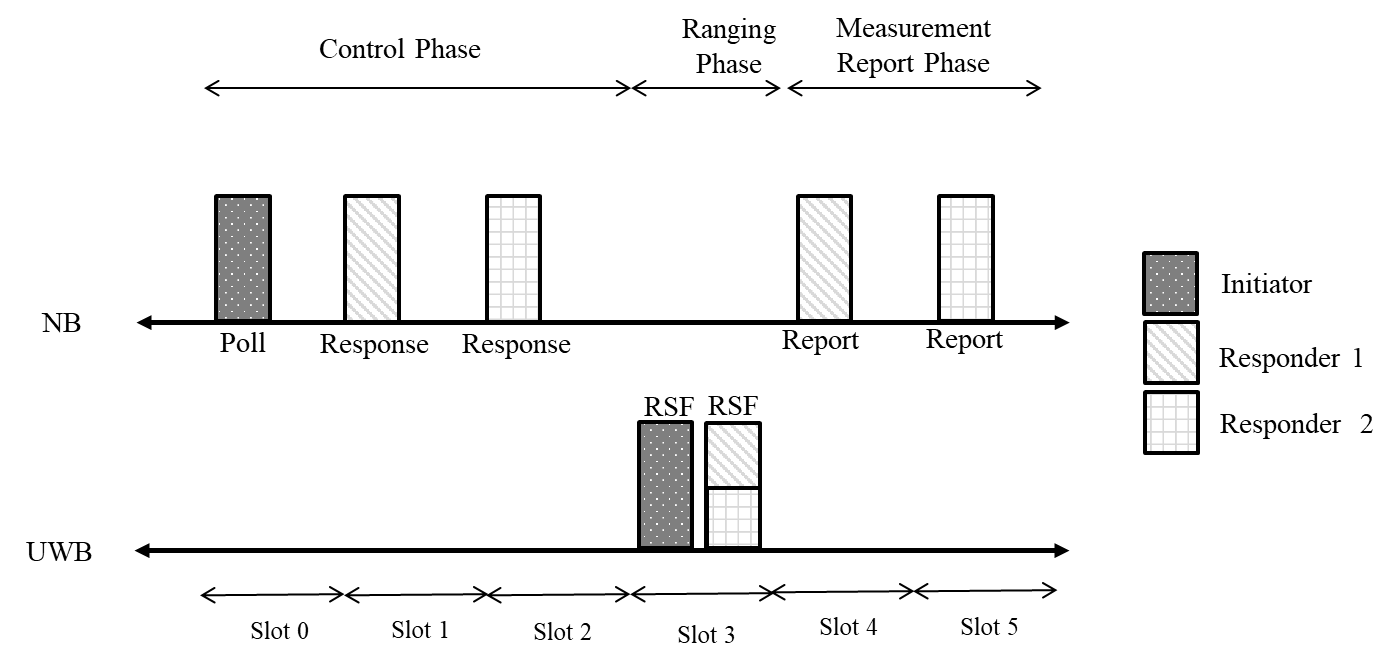 Control Phase
Ranging
Phase
Measurement
Report Phase
NB
Poll
Response
Response
Report
Report
Initiator
Responder 1
Responder 2
RSF
RSF
UWB
Slot 0
Slot 1
Slot 2
Slot 3
Slot 4
Slot 5